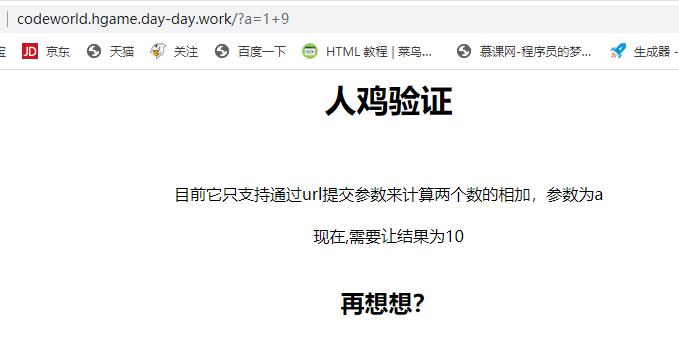 codeworld.hgame.day-day.work/?a=1+9
宝 JD 京东 天猫 关注 百度一下 HTML 教程 | 菜鸟... 慕课网-程序员的梦... 生成器 -
人鸡验证
目前它只支持通过url提交参数来计算两个数的相加，参数为a
现在,需要让结果为10
再想想?